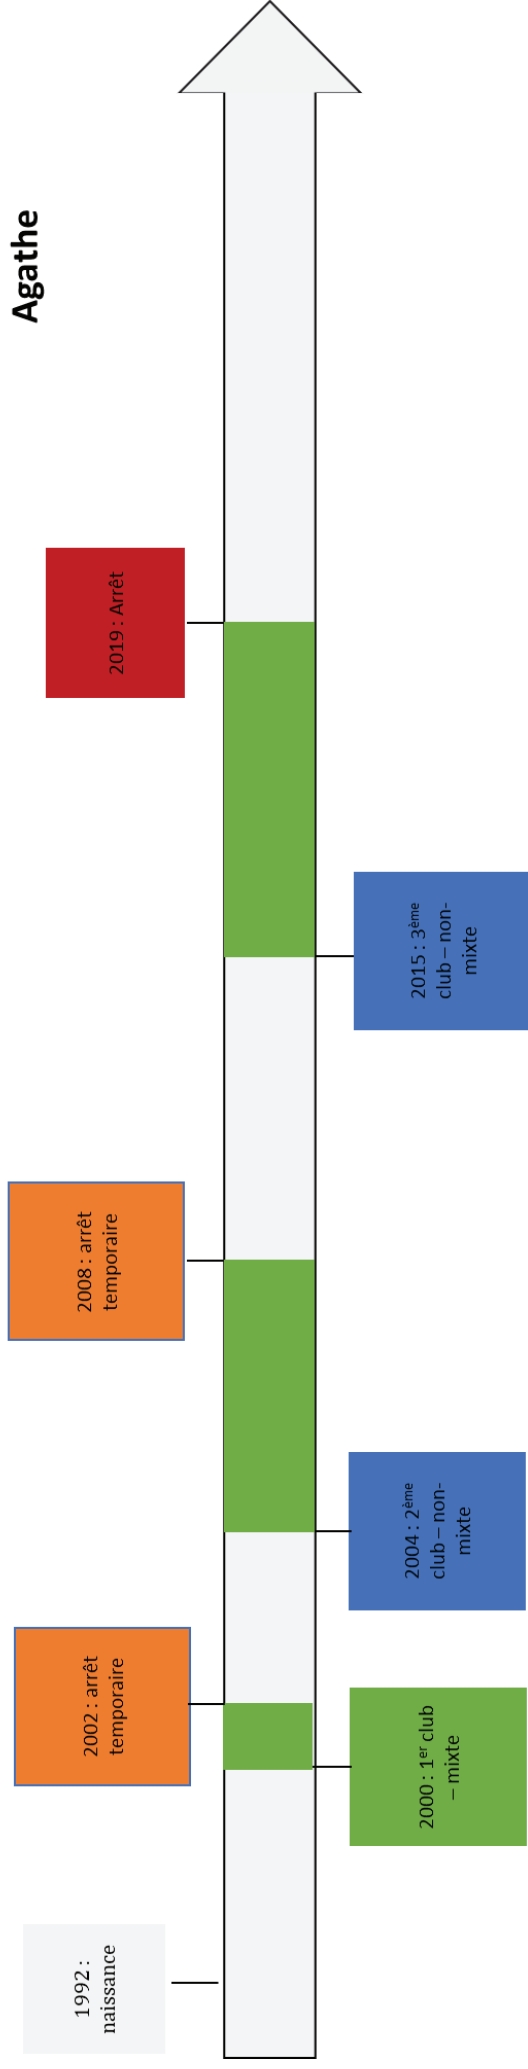 Agathe
1992 :
naissance
2002 : arrêt
temporaire
2008 : arrêt
temporaire
2019 : Arrêt
2000 : 1er club
– mixte
2004 : 2ème
club – non-
mixte
2015 : 3ème
club – non-
mixte